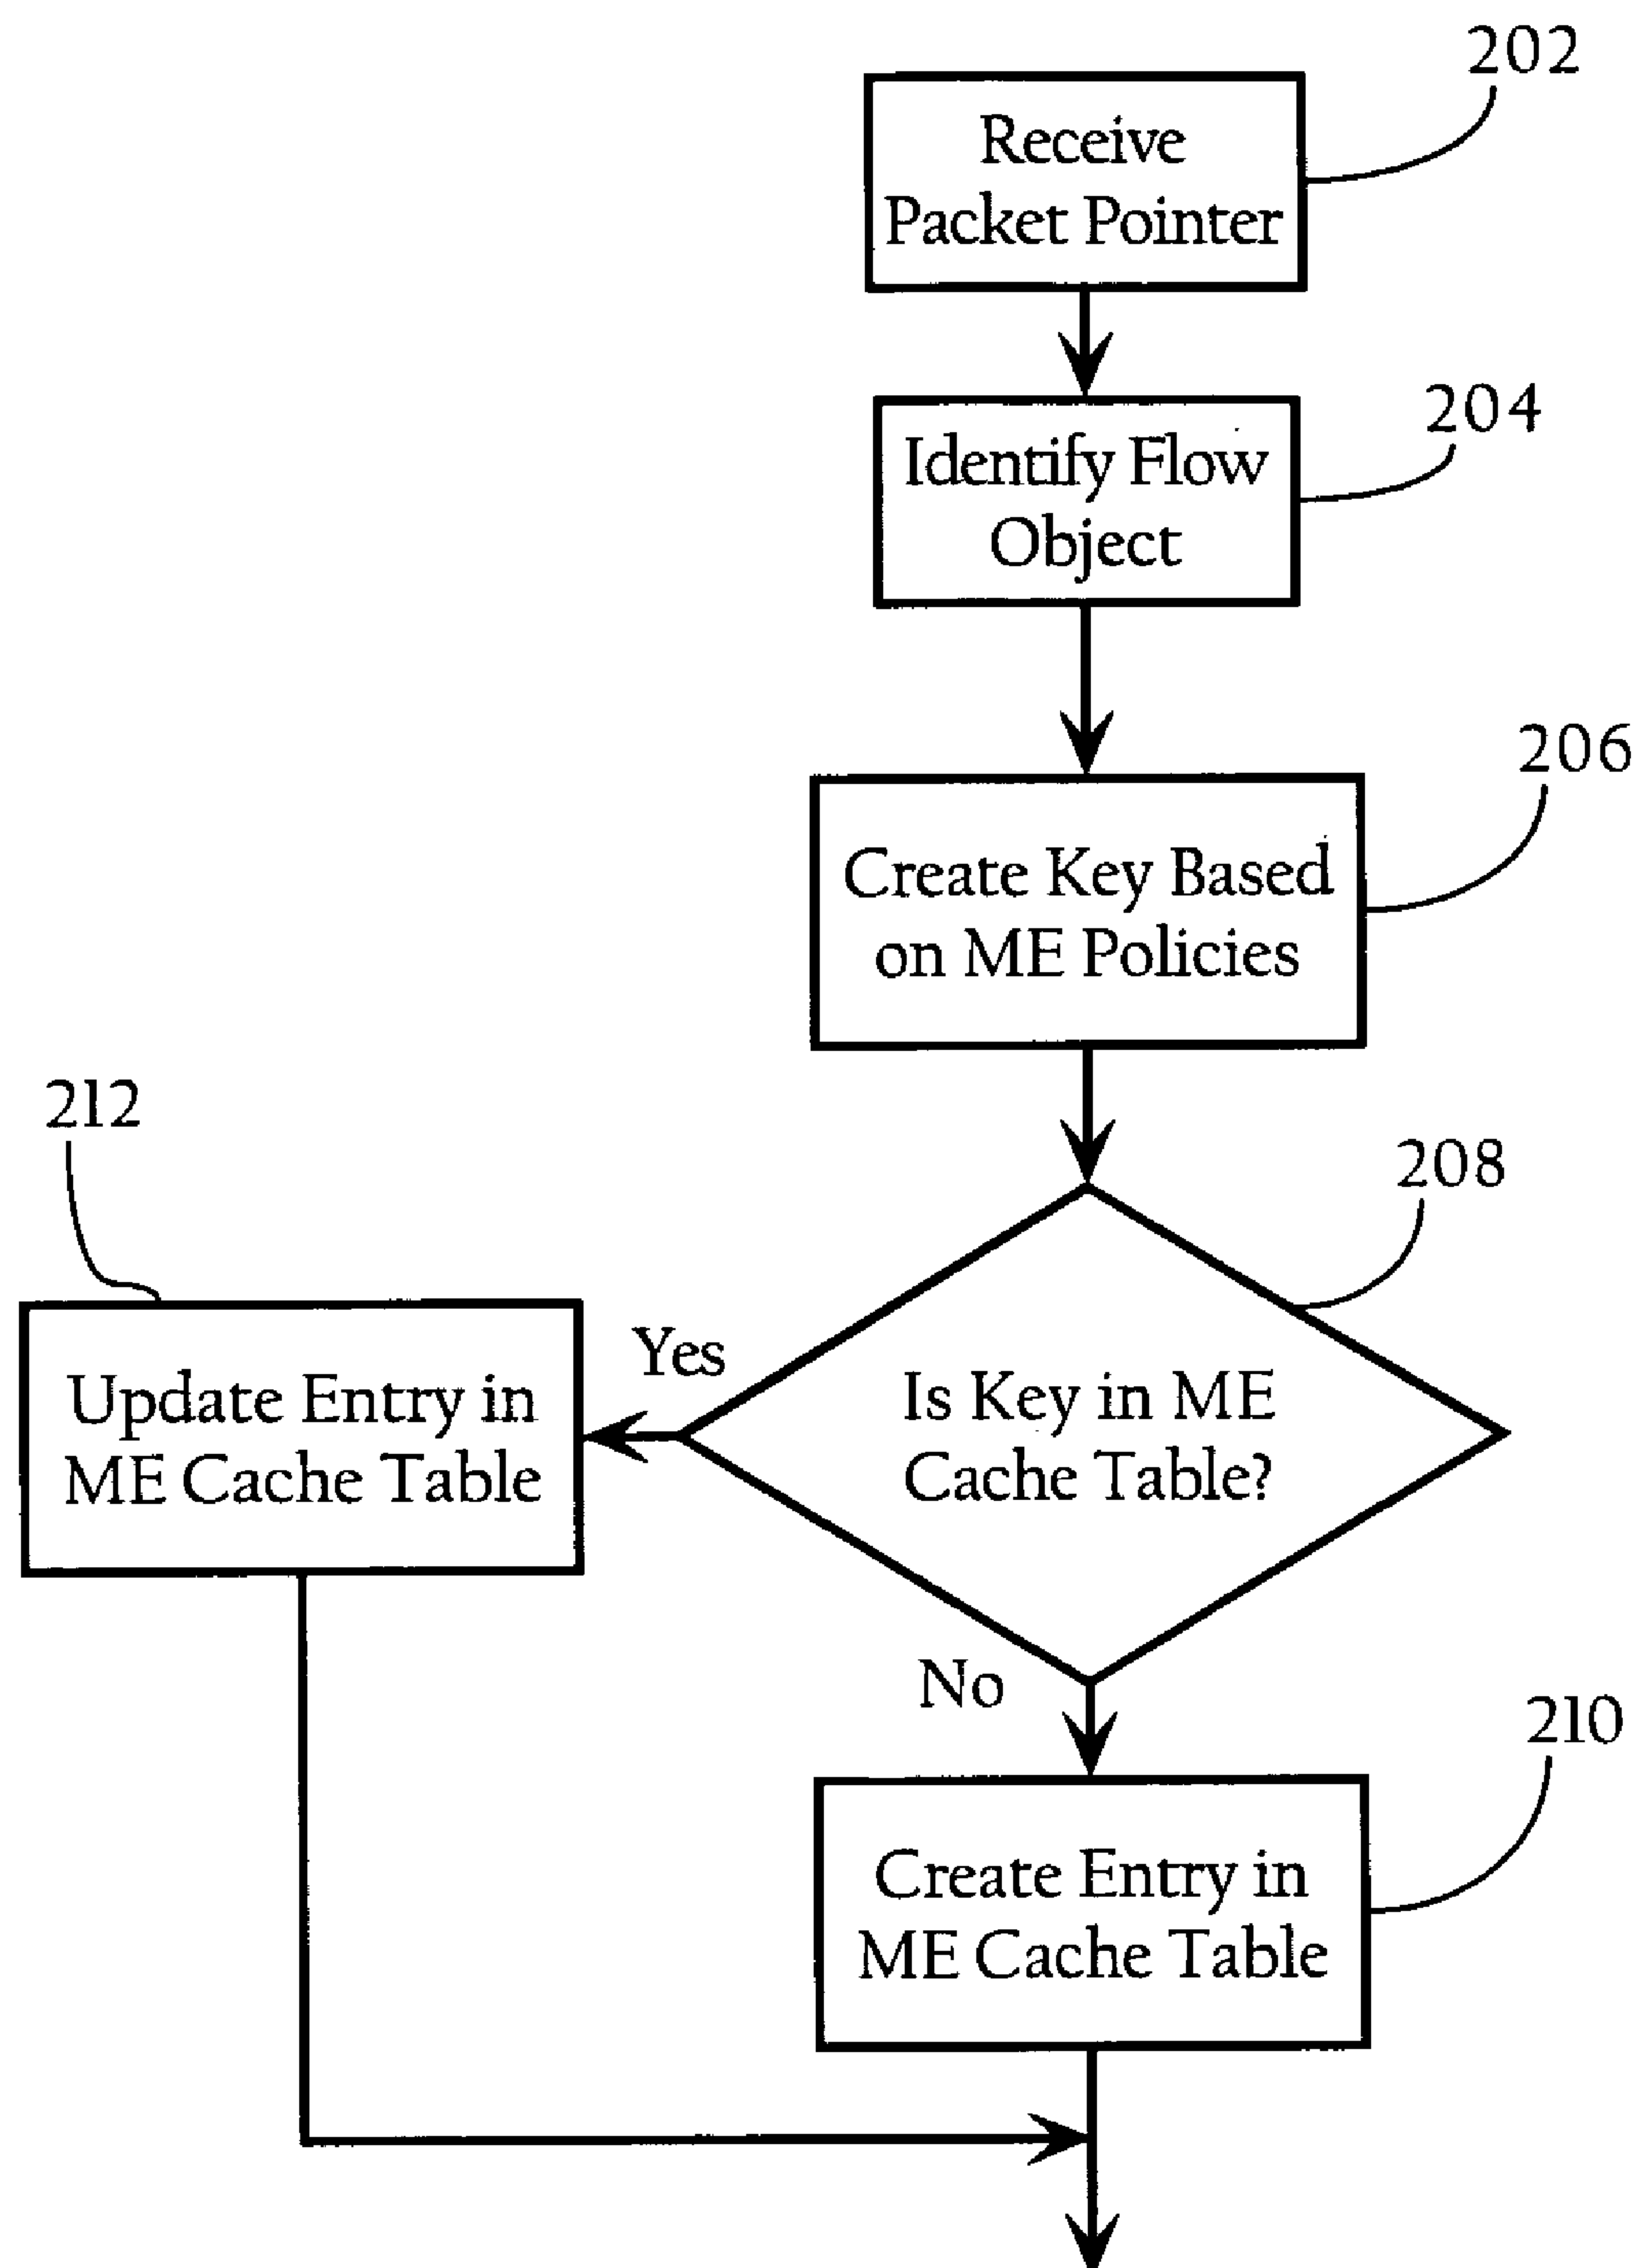 202
Receive
Packet Pointer
204
Identify Flow
Object
206
Create Key Based
on ME Policies
212
208
Yes
Update Entry in
ME Cache Table
Is Key in ME
Cache Table?
No
210
Create Entry in
ME Cache Table